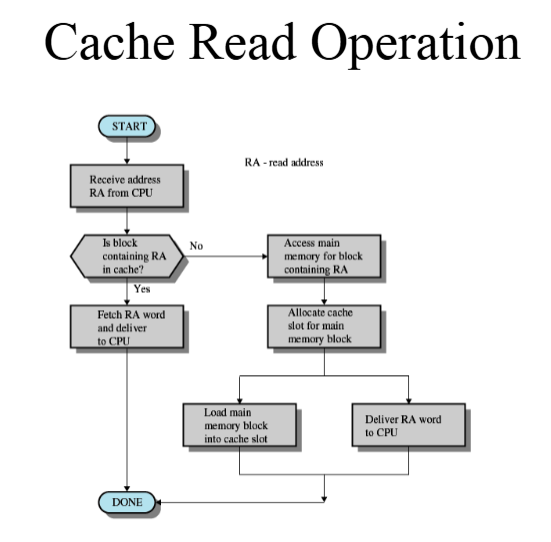 Cache Read Operation
START
RA - read address
Receive address
RA from CPU
Is block
containing RA
in cache?
No
Access main
memory for block
containing RA
Yes
Fetch RA word
and deliver
to CPU
Allocate cache
slot for main
memory block
Load main
memory block
into cache slot
Deliver RA word
to CPU
DONE